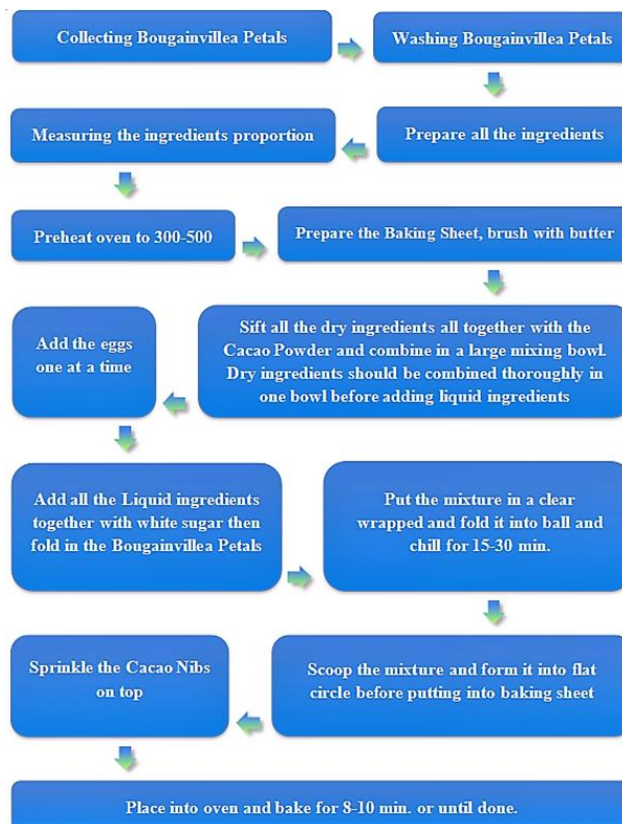 Collecting Bougainvillea Petals
Washing Bougainvillea Petals
Prepare all the ingredients
Measuring the ingredients proportion
Preheat oven to 300-500
Prepare the Baking Sheet, brush with butter
Sift all the dry ingredients all together with the
Cacao Powder and combine in a large mixing bowl.
Dry ingredients should be combined thoroughly in
one bowl before adding liquid ingredients
Add the eggs
one at a time
Add all the Liquid ingredients
together with white sugar then
fold in the Bougainvillea Petals
Put the mixture in a clear
wrapped and fold it into ball and
chill for 15-30 min.
Scoop the mixture and form it into flat
circle before putting into baking sheet
Sprinkle the Cacao Nibs
on top
Place into oven and bake for 8-10 min. or until done.